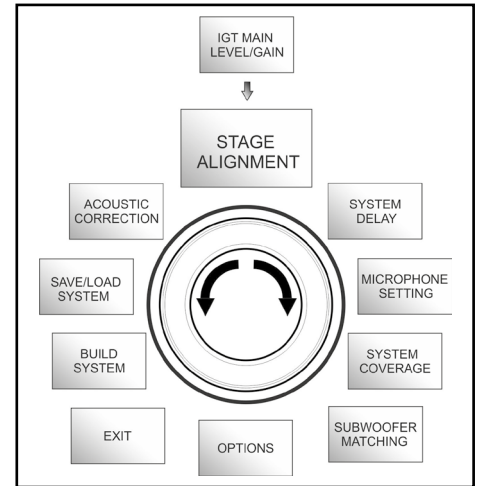 IGT MAIN
LEVEL/GAIN
STAGE
ALIGNMENT
ACOUSTIC
CORRECTION
SYSTEM
DELAY
SAVE/LOAD
SYSTEM
MICROPHONE
SETTING
BUILD
SYSTEM
SYSTEM
COVERAGE
EXIT
OPTIONS
SUBWOOFER
MATCHING